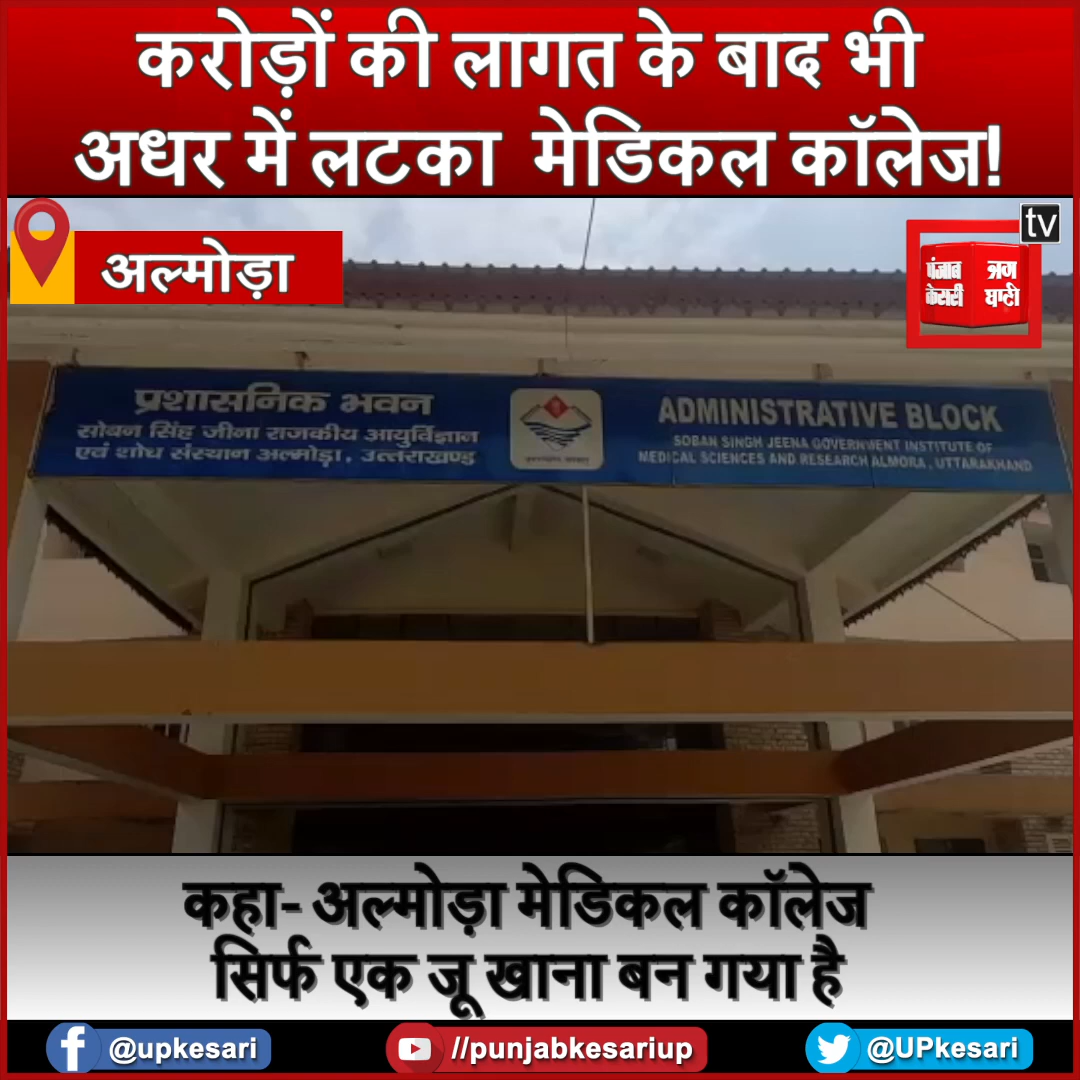 करोड़ों की लागत के बाद भी
अधर में लटका मेडिकल कॉलेज!
अल्मोड़ा
tv
पंजाब केसरी
प्रशासनिक भवन
सोबन सिंह जीना राजकीय आयुर्विज्ञान
एवं शोध संस्थान अल्मोड़ा, उत्तराखण्ड
ADMINISTRATIVE BLOCK
SOBAN SINGH JEENA GOVERNMENT INSTITUTE OF
MEDICAL SCIENCES AND RESEARCH ALMORA, UTTARAKHAND
कहा- अल्मोड़ा मेडिकल कॉलेज
सिर्फ एक जू खाना बन गया है
@upkesari
//punjabkesariup
@UPkesari